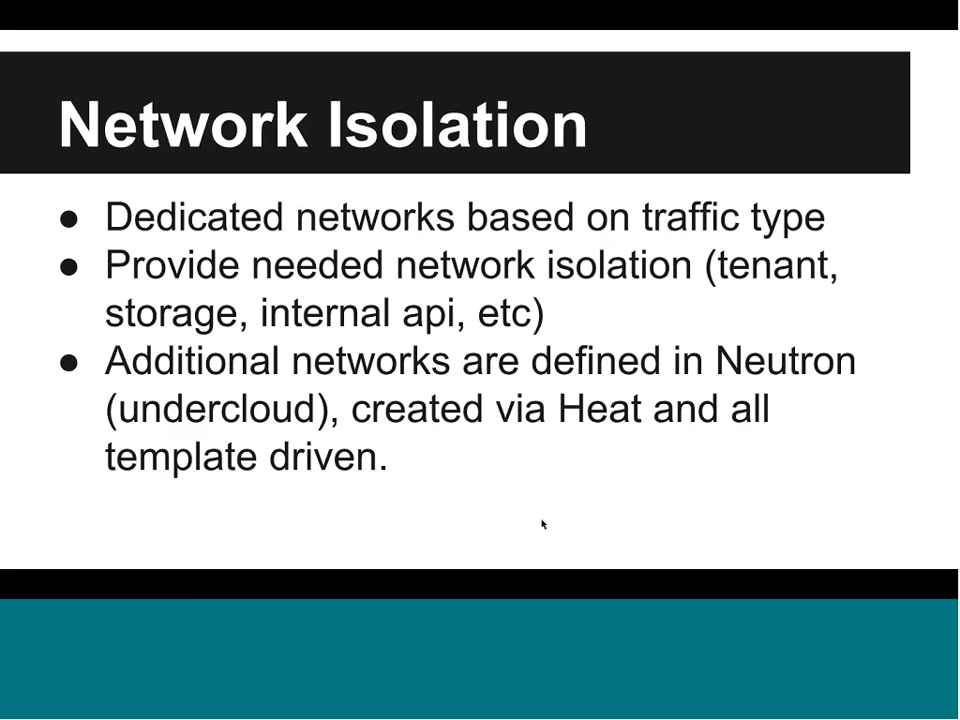 Network Isolation
● Dedicated networks based on traffic type
● Provide needed network isolation (tenant,
storage, internal api, etc)
● Additional networks are defined in Neutron
(undercloud), created via Heat and all
template driven.